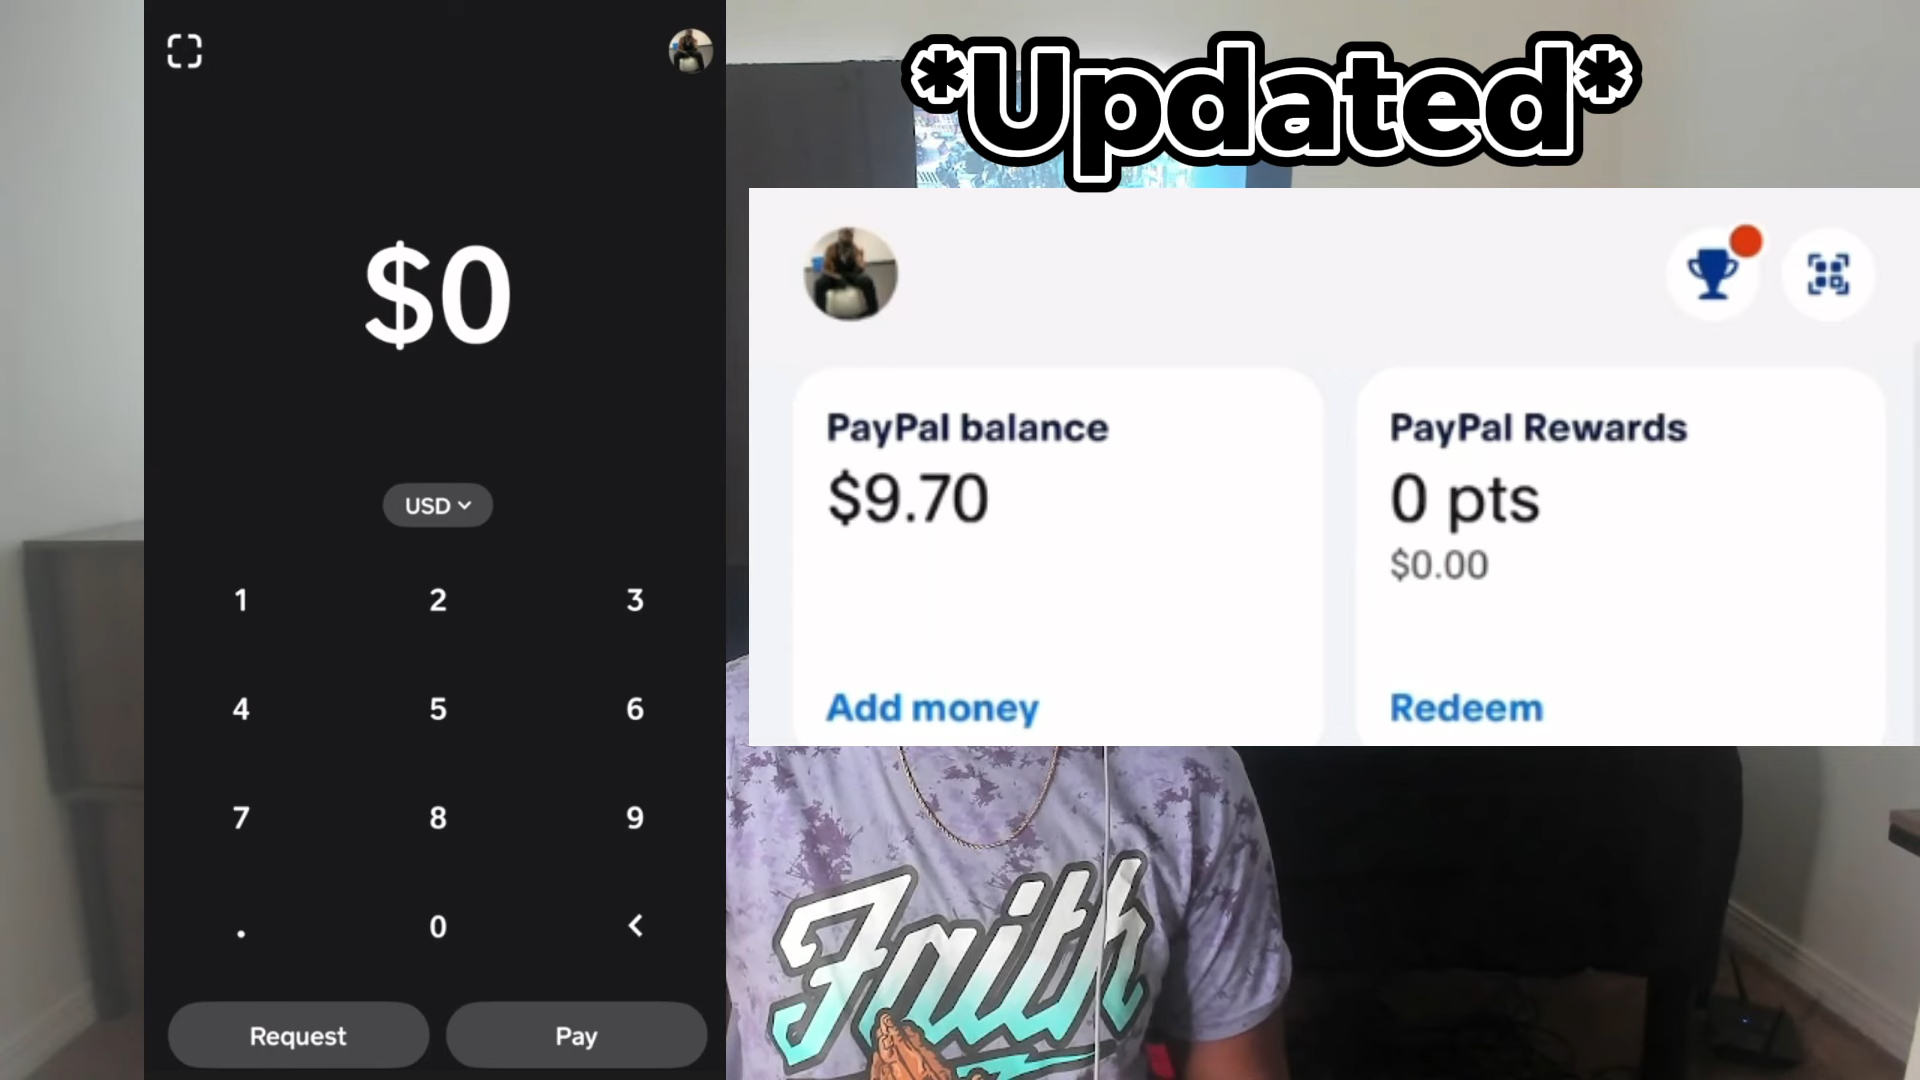 *Updated*
$0
USD
1 2 3
4 5 6
7 8 9
. 0 <
Request Pay
PayPal balance
$9.70
Add money
PayPal Rewards
0 pts
$0.00
Redeem
Faith